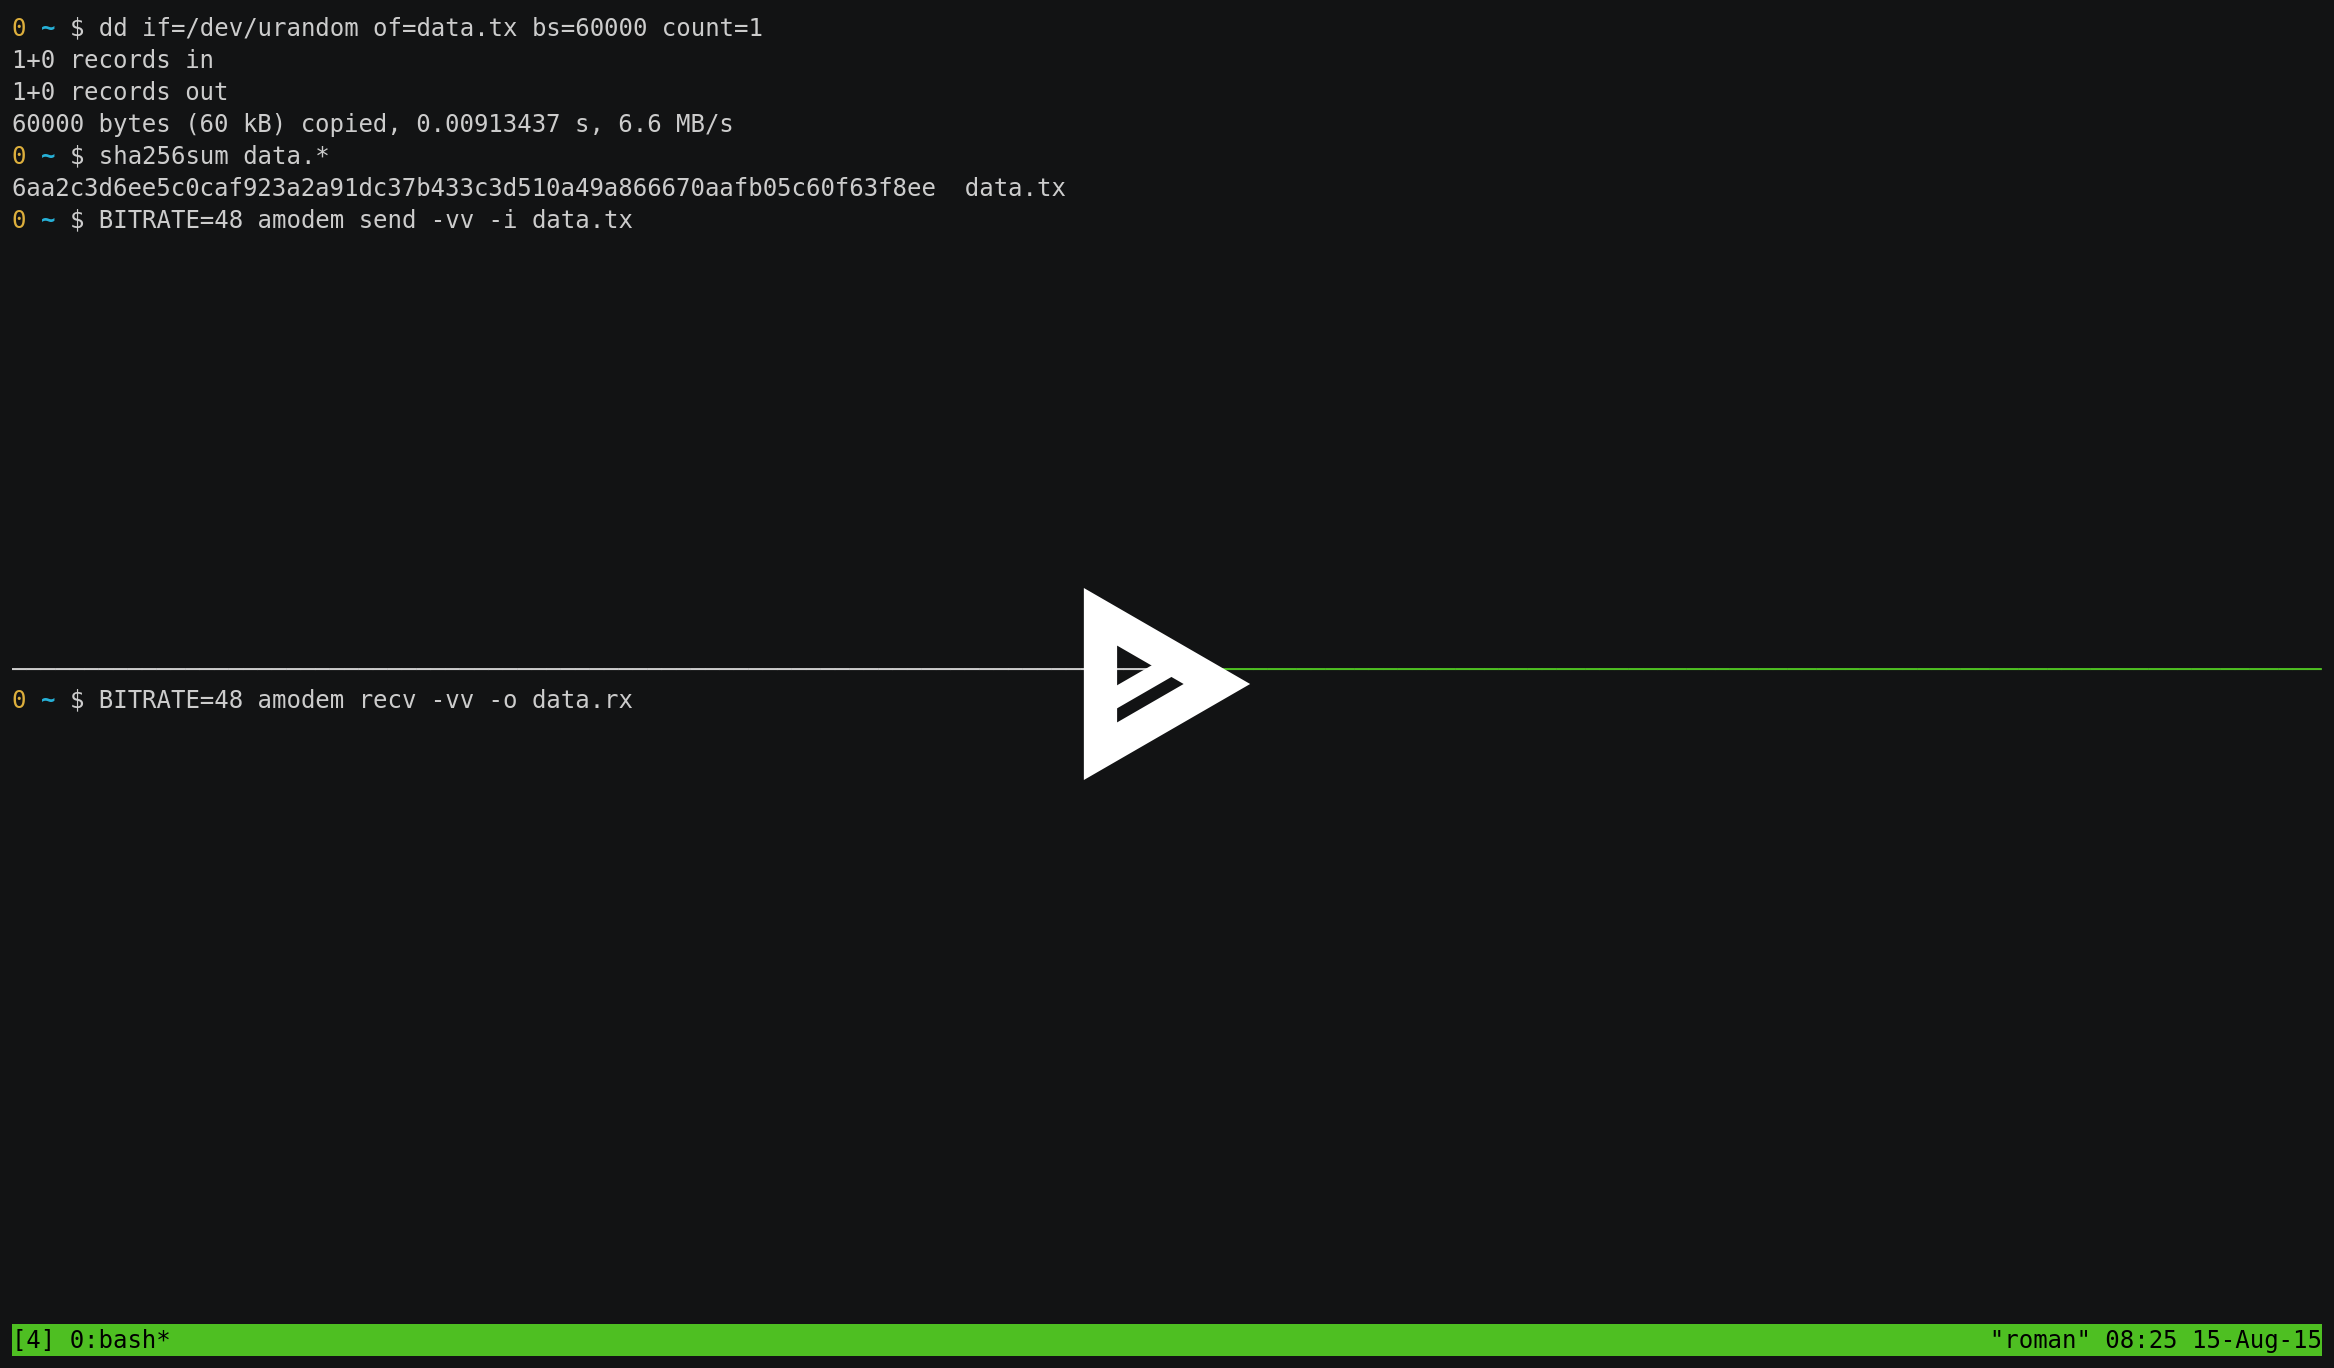 0 ~ $ dd if=/dev/urandom of=data.tx bs=60000 count=1
1+0 records in
1+0 records out
60000 bytes (60 kB) copied, 0.00913437 s, 6.6 MB/s
0 ~ $ sha256sum data.*
6aa2c3d6ee5c0caf923a2a91dc37b433c3d510a49a866670aafb05c60f63f8ee  data.tx
0 ~ $ BITRATE=48 amodem send -vv -i data.tx
0 ~ $ BITRATE=48 amodem recv -vv -o data.rx
[4] 0:bash* "roman" 08:25 15-Aug-15